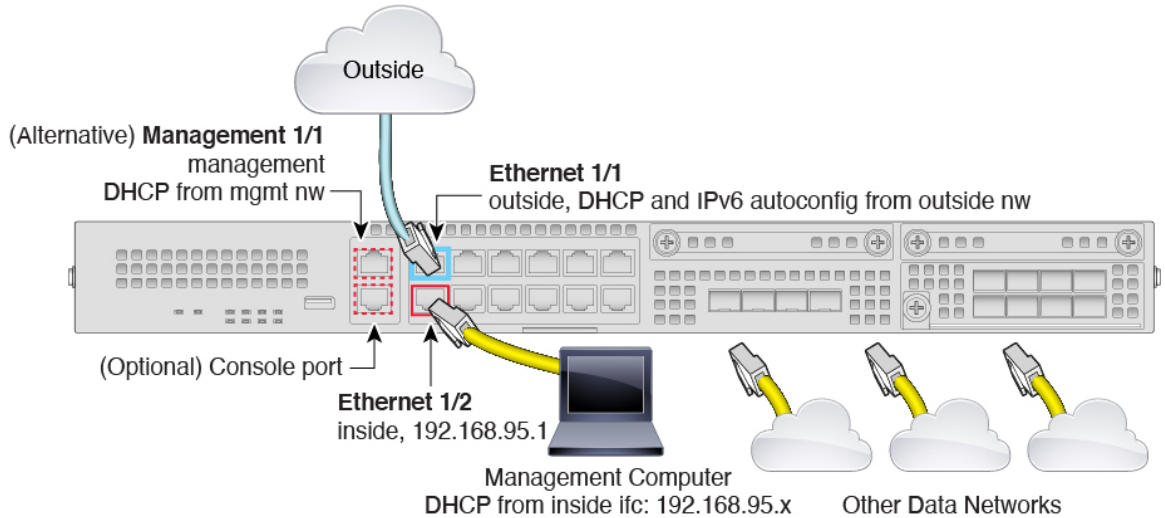 Outside
(Alternative) Management 1/1
management
DHCP from mgmt nw
Ethernet 1/1
outside, DHCP and IPv6 autoconfig from outside nw
(Optional) Console port
Ethernet 1/2
inside, 192.168.95.1
Management Computer
DHCP from inside ifc: 192.168.95.x
Other Data Networks